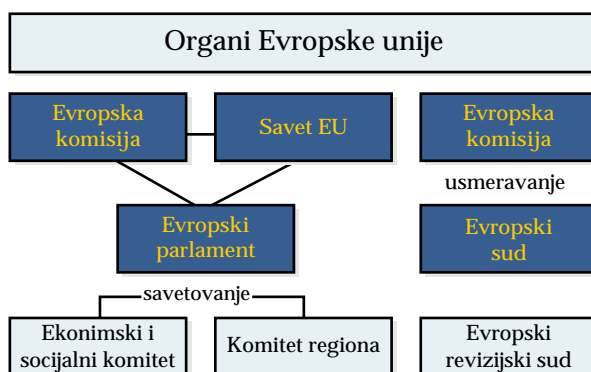 Organi Evropske unije
Evropska
komisija
Savet EU
Evropska
komisija
usmeravanje
Evropski
parlament
Evropski
sud
savetovanje
Ekonimski i
socijalni komitet
Komitet regiona
Evropski
revizijski sud